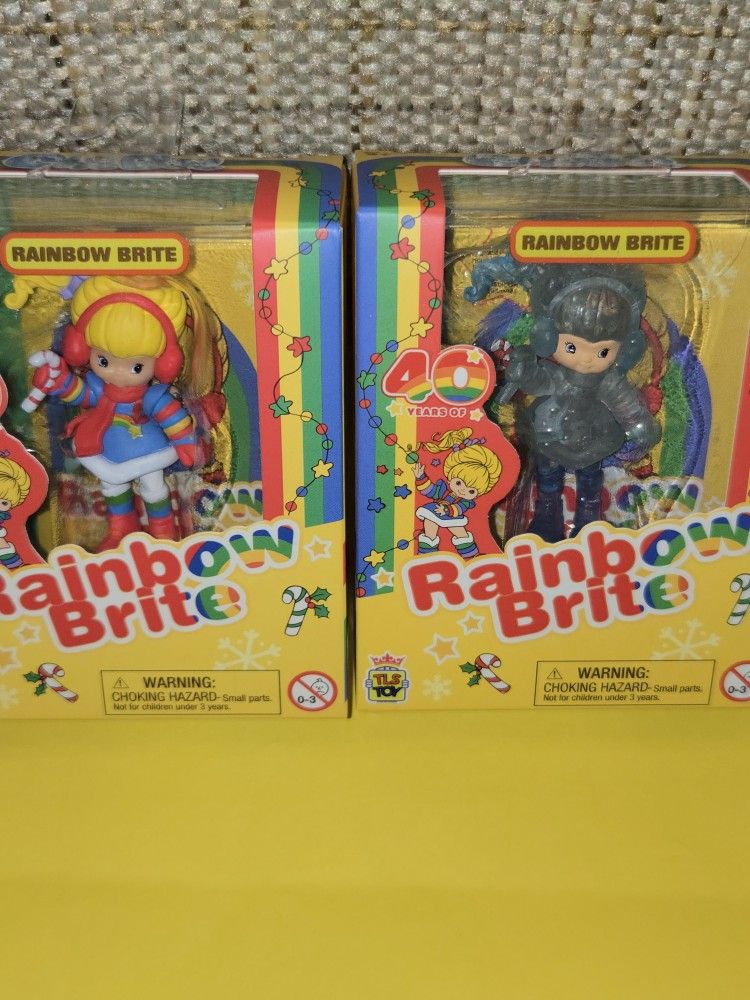 RAINBOW BRITE
Rainbow
Brite
WARNING:
CHOKING HAZARD- Small parts.
Not for children under 3 years.
0-3
RAINBOW BRITE
40
YEARS OF
Rainbow
Brite
TLS
TOY
WARNING:
CHOKING HAZARD- Small parts.
Not for children under 3 years.
0-3